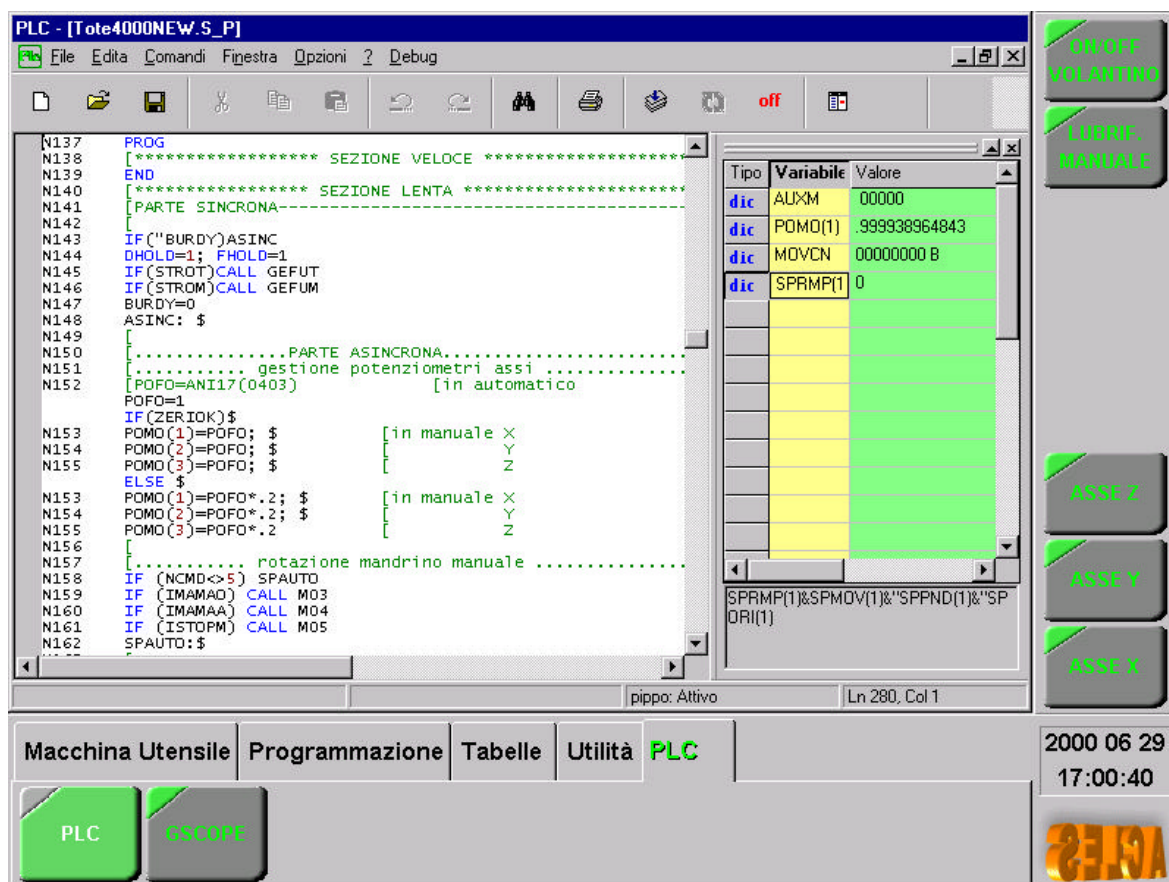 PLC - [Tote4000NEW.S_P]
File Edita Comandi Finestra Opzioni ? Debug
off
N137 PROG
N138 [****************** SEZIONE VELOCE ********************
N139 END
N140 [***************** SEZIONE LENTA **********************
N141 [PARTE SINCRONA----------------------------------------
N142 [
N143 IF("BURDY)ASINC
N144 DHOLD=1; FHOLD=1
N145 IF(STROT)CALL GEFUT
N146 IF(STROM)CALL GEFUM
N147 BURDY=0
N148 ASINC: $
N149 [
N150 [...............PARTE ASINCRONA........................
N151 [........... gestione potenziometri assi ..............
N152 [POFO=ANI17(0403) [in automatico
POFO=1
IF(ZERIOK)$
N153 POMO(1)=POFO; $ [in manuale X
N154 POMO(2)=POFO; $ [ Y
N155 POMO(3)=POFO; $ [ Z
ELSE $
N153 POMO(1)=POFO*.2; $ [in manuale X
N154 POMO(2)=POFO*.2; $ [ Y
N155 POMO(3)=POFO*.2 [ Z
N156 [
N157 [........... rotazione mandrino manuale ...............
N158 IF (NCMD<>5) SPAUTO
N159 IF (IMAMAO) CALL M03
N160 IF (IMAMAA) CALL M04
N161 IF (ISTOPM) CALL M05
N162 SPAUTO:$
Tipo Variabile Valore
dic AUXM 00000
dic POMO(1) .999938964843
dic MOVCN 00000000 B
dic SPRMP(1 0
SPRMP(1)&SPMOV(1)&"SPPND(1)&"SP
ORI(1)
pippo: Attivo Ln 280, Col 1
ON/OFF
VOLANTINO
LUBRIF.
MANUALE
ASSE Z
ASSE Y
ASSE X
Macchina Utensile Programmazione Tabelle Utilità PLC
2000 06 29
17:00:40
PLC GSCOPE